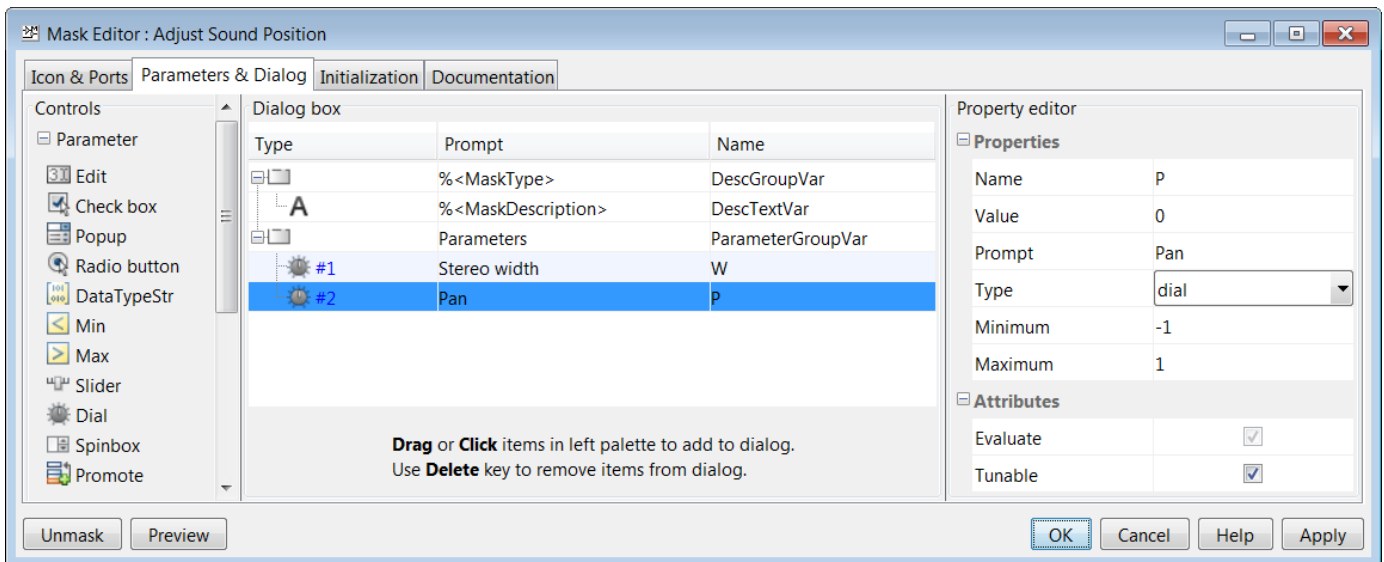 Mask Editor : Adjust Sound Position
Icon & Ports Parameters & Dialog Initialization Documentation
Controls
Parameter
Edit
Check box
Popup
Radio button
DataTypeStr
Min
Max
Slider
Dial
Spinbox
Promote
Dialog box
Type Prompt Name
%<MaskType> DescGroupVar
A %<MaskDescription> DescTextVar
Parameters ParameterGroupVar
#1 Stereo width W
#2 Pan P
Drag or Click items in left palette to add to dialog.
Use Delete key to remove items from dialog.
Property editor
Properties
Name P
Value 0
Prompt Pan
Type dial
Minimum -1
Maximum 1
Attributes
Evaluate
Tunable
Unmask Preview OK Cancel Help Apply